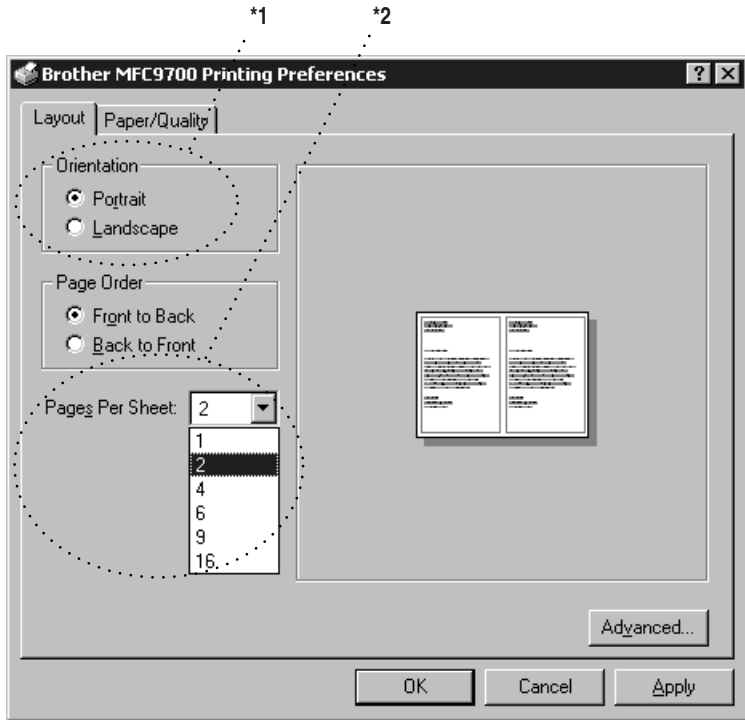 *1 *2
Brother MFC9700 Printing Preferences
Layout Paper/Quality
Orientation
Portrait
Landscape
Page Order
Front to Back
Back to Front
Pages Per Sheet: 2
1
2
4
6
9
16
Advanced...
OK Cancel Apply